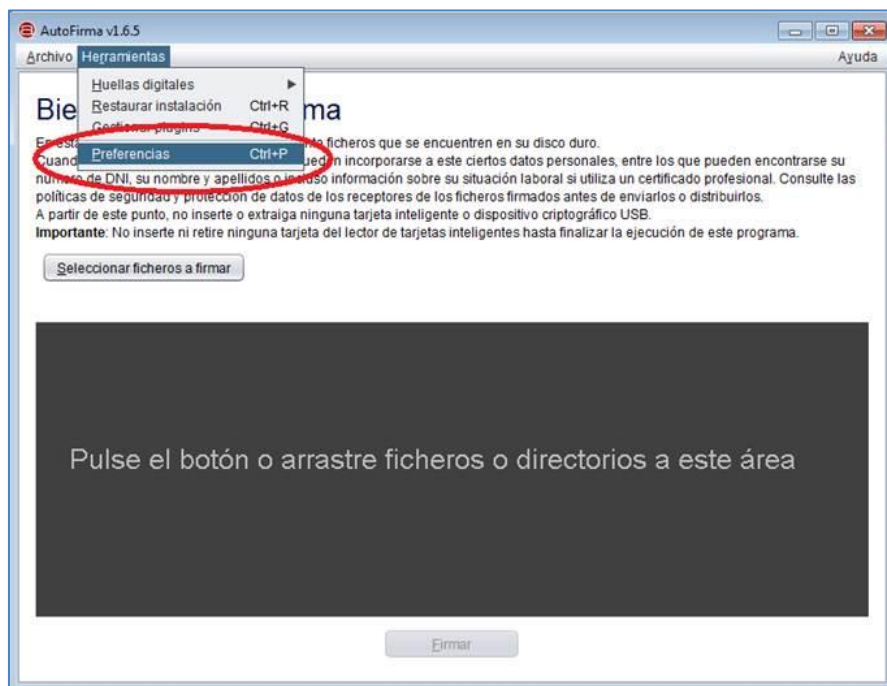 AutoFirma v1.6.5
Archivo Herramientas Ayuda
Huellas digitales
Restaurar instalación Ctrl+R
Gestionar plugins Ctrl+G
Preferencias Ctrl+P
Bie ma
En esta ficheros que se encuentren en su disco duro.
Cuand ueden incorporarse a este ciertos datos personales, entre los que pueden encontrarse su
número de DNI, su nombre y apellidos o incluso información sobre su situación laboral si utiliza un certificado profesional. Consulte las
políticas de seguridad y protección de datos de los receptores de los ficheros firmados antes de enviarlos o distribuirlos.
A partir de este punto, no inserte o extraiga ninguna tarjeta inteligente o dispositivo criptográfico USB.
Importante: No inserte ni retire ninguna tarjeta del lector de tarjetas inteligentes hasta finalizar la ejecución de este programa.
Seleccionar ficheros a firmar
Pulse el botón o arrastre ficheros o directorios a este área
Firmar